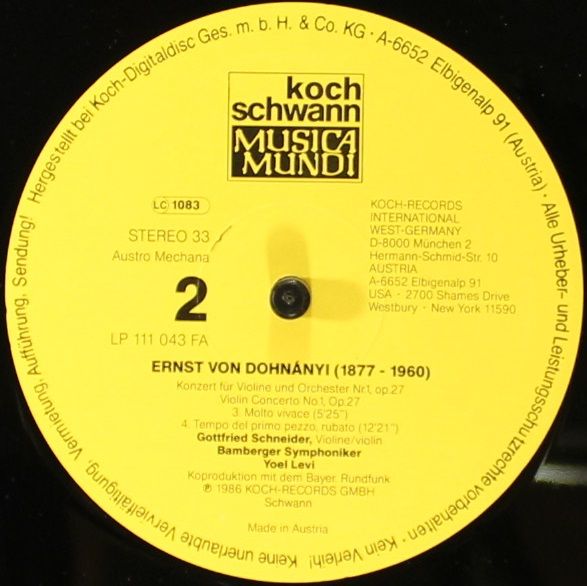 Hergestellt bei Koch-Digitaldisc Ges. m. b. H. & Co. KG · A-6652 Elbigenalp 91 (Austria) · Alle Urheber- und Leistungsschutzrechte vorbehalten · Kein Verleih! · Keine unerlaubte Vervielfältigung, Vermietung, Aufführung, Sendung!
koch
schwann
MUSICA
MUNDI
LC 1083
STEREO 33
Austro Mechana
2
LP 111 043 FA
KOCH-RECORDS
INTERNATIONAL
WEST-GERMANY
D-8000 München 2
Hermann-Schmid-Str. 10
AUSTRIA
A-6652 Elbigenalp 91
USA - 2700 Shames Drive
Westbury - New York 11590
ERNST VON DOHNÁNYI (1877 - 1960)
Konzert für Violine und Orchester Nr.1, op.27
Violin Concerto No.1, Op.27
3. Molto vivace (5'25")
4. Tempo del primo pezzo, rubato (12'21")
Gottfried Schneider, Violine/violin
Bamberger Symphoniker
Yoel Levi
Koproduktion mit dem Bayer. Rundfunk
℗ 1986 KOCH-RECORDS GMBH
Schwann
Made in Austria